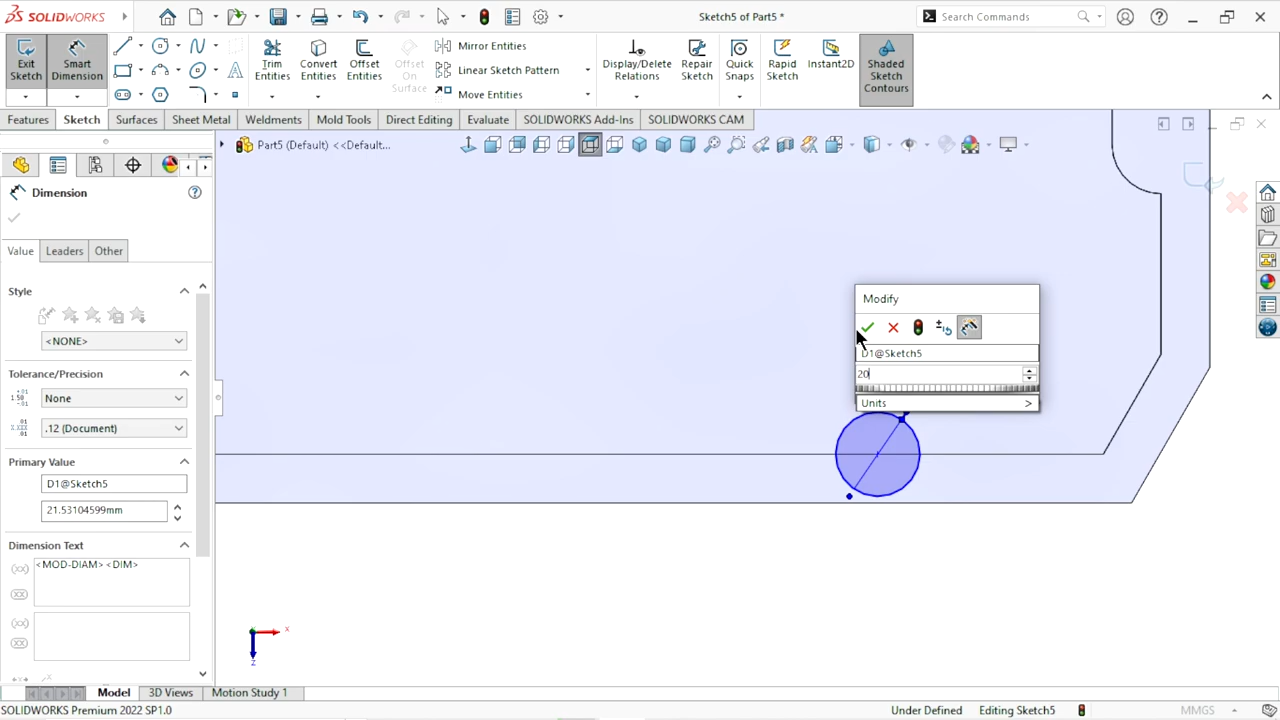 SOLIDWORKS
Sketch5 of Part5 *
Search Commands
Exit Sketch
Smart Dimension
Trim Entities
Convert Entities
Offset Entities
Offset On Surface
Mirror Entities
Linear Sketch Pattern
Move Entities
Display/Delete Relations
Repair Sketch
Quick Snaps
Rapid Sketch
Instant2D
Shaded Sketch Contours
Features
Sketch
Surfaces
Sheet Metal
Weldments
Mold Tools
Direct Editing
Evaluate
SOLIDWORKS Add-Ins
SOLIDWORKS CAM
Part5 (Default) <<Default...
Dimension
Value
Leaders
Other
Style
<NONE>
Tolerance/Precision
None
.12 (Document)
Primary Value
D1@Sketch5
21.53104599mm
Dimension Text
<MOD-DIAM><DIM>
Modify
D1@Sketch5
20
Units >
x
z
Model
3D Views
Motion Study 1
SOLIDWORKS Premium 2022 SP1.0
Under Defined
Editing Sketch5
MMGS